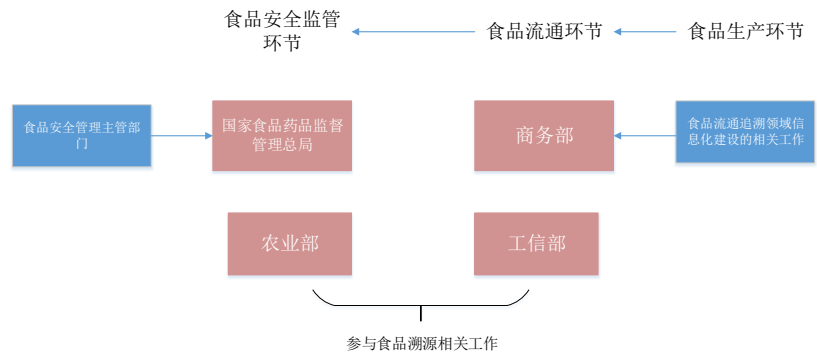 食品安全监管
环节
食品流通环节
食品生产环节
食品安全管理主管部
门
国家食品药品监督
管理总局
商务部
食品流通追溯领域信
息化建设的相关工作
农业部
工信部
参与食品溯源相关工作